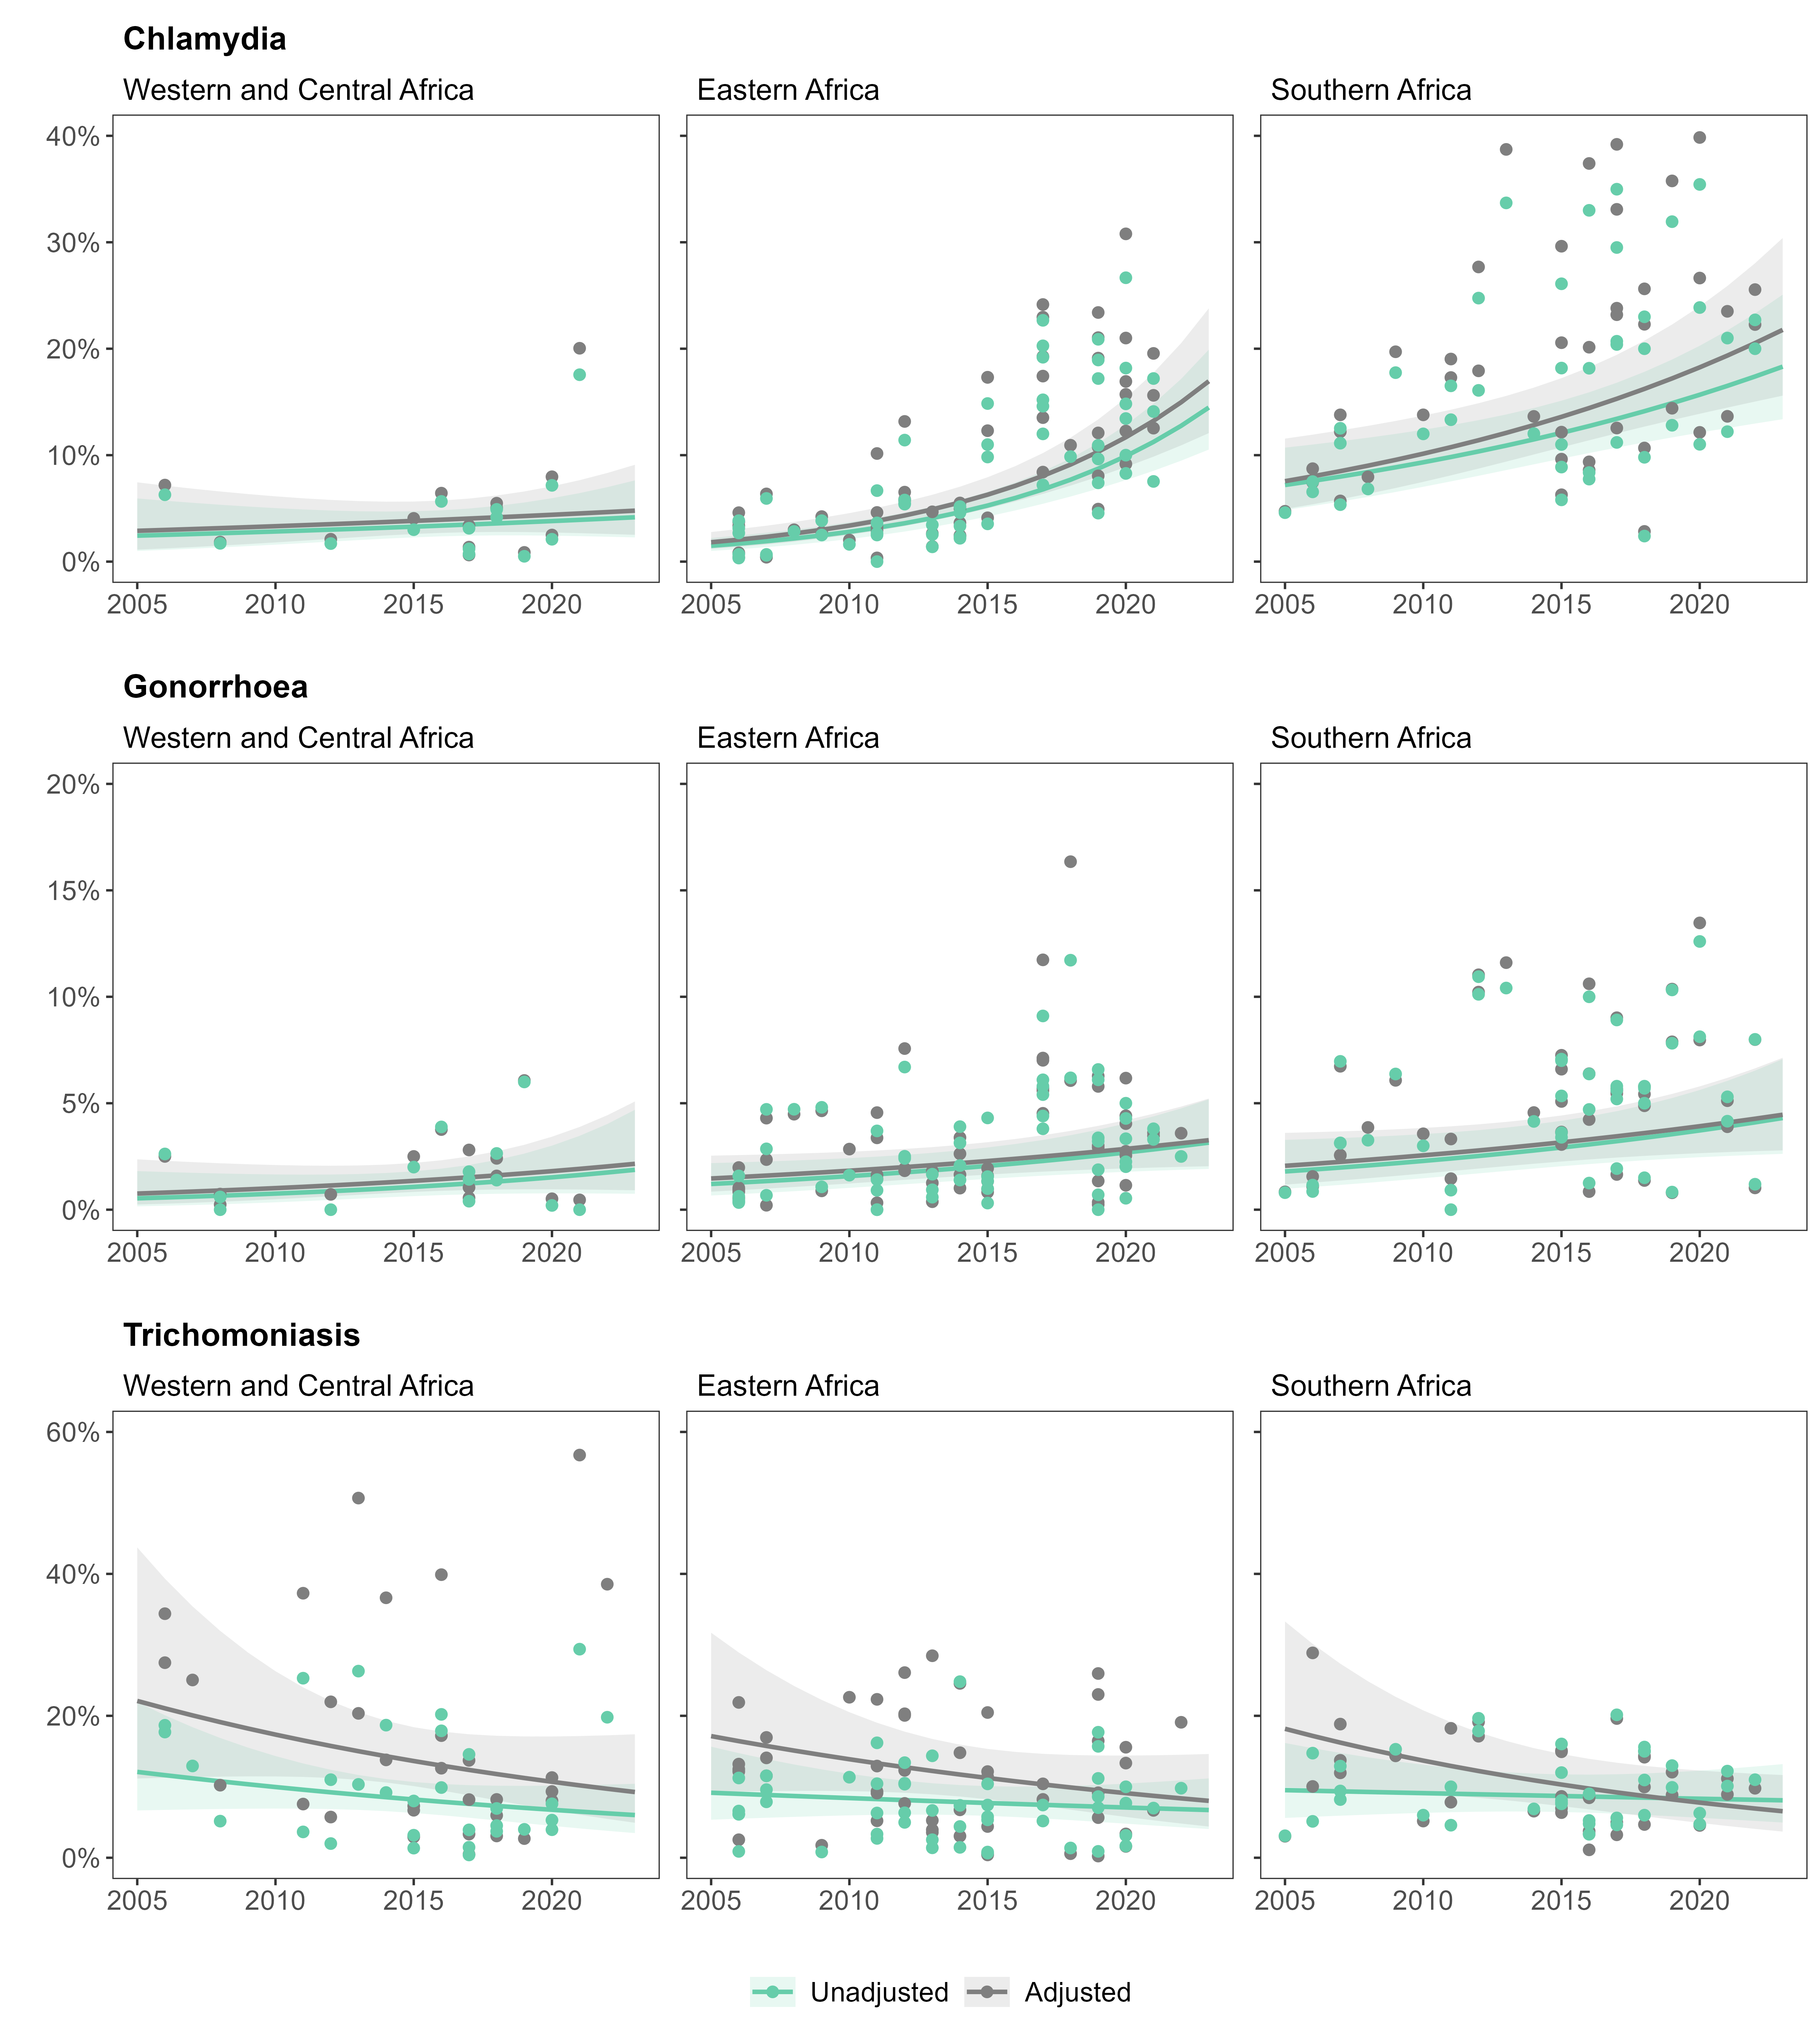 Chlamydia
Western and Central Africa Eastern Africa Southern Africa
40%
30%
20%
10%
0%
2005 2010 2015 2020 2005 2010 2015 2020 2005 2010 2015 2020
Gonorrhoea
Western and Central Africa Eastern Africa Southern Africa
20%
15%
10%
5%
0%
2005 2010 2015 2020 2005 2010 2015 2020 2005 2010 2015 2020
Trichomoniasis
Western and Central Africa Eastern Africa Southern Africa
60%
40%
20%
0%
2005 2010 2015 2020 2005 2010 2015 2020 2005 2010 2015 2020
Unadjusted Adjusted